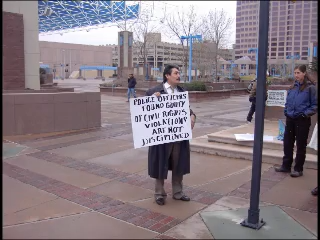 POLICE OFFICERS
FOUND GUILTY
OF CIVIL RIGHTS
VIOLATIONS
ARE NOT
DISCIPLINED